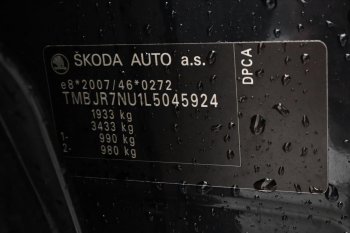 ŠKODA AUTO a.s.
e8*2007/46*0272
TMBJR7NU1L5045924
1933 kg
3433 kg
1- 990 kg
2- 980 kg
DPCA